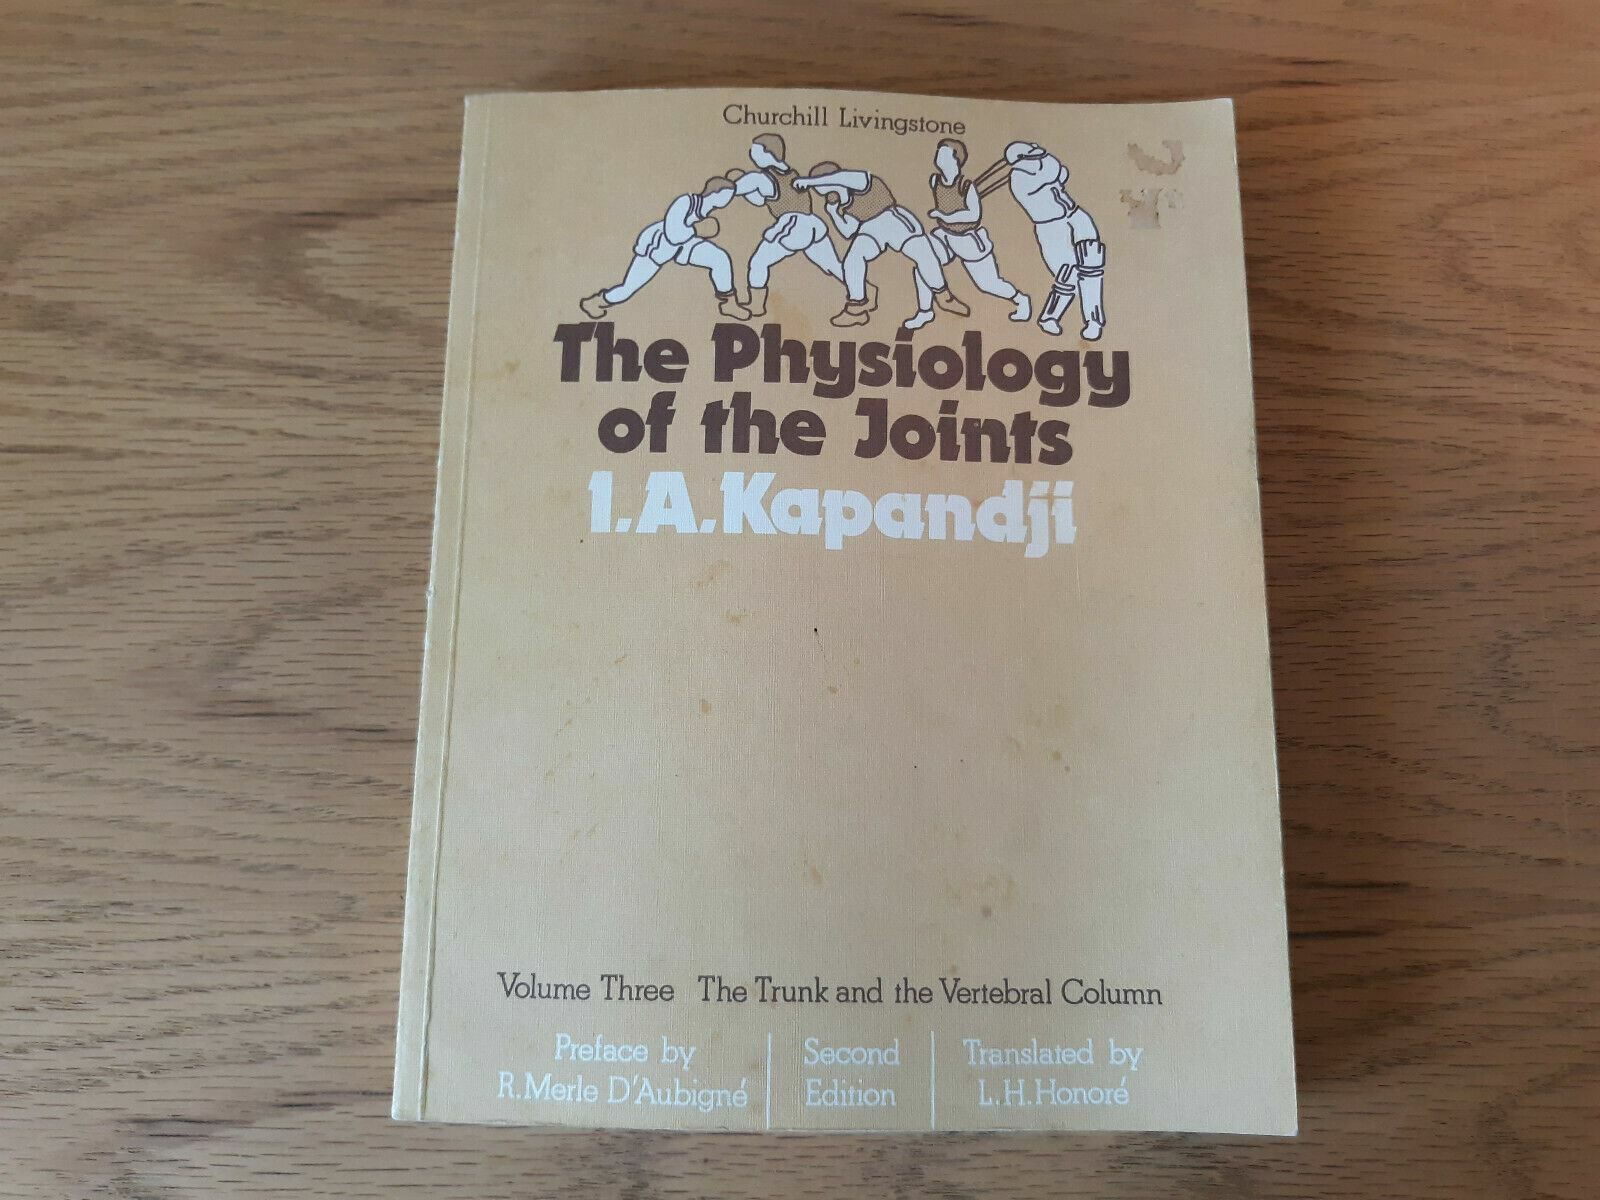 Churchill Livingstone
The Physiology
of the Joints
I.A.Kapandji
Volume Three The Trunk and the Vertebral Column
Preface by
R.Merle D'Aubigné
Second
Edition
Translated by
L.H.Honoré